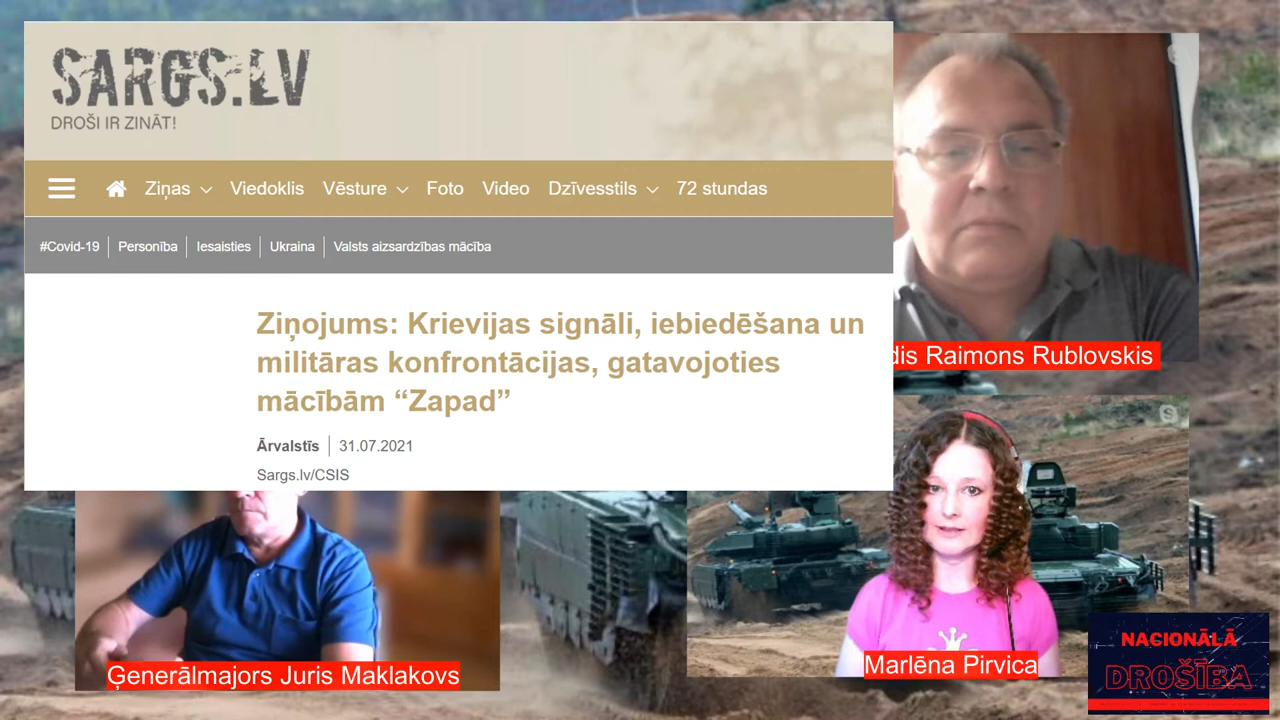 SARGS.LV
DROŠI IR ZINĀT!
Ziņas Viedoklis Vēsture Foto Video Dzīvesstils 72 stundas
#Covid-19 Personība Iesaisties Ukraina Valsts aizsardzības mācība
Ziņojums: Krievijas signāli, iebiedēšana un
militāras konfrontācijas, gatavojoties
mācībām “Zapad”
Ārvalstīs 31.07.2021
Sargs.lv/CSIS
dis Raimons Rublovskis
Ģenerālmajors Juris Maklakovs
Marlēna Pirvica
NACIONĀLĀ
DROŠĪBA